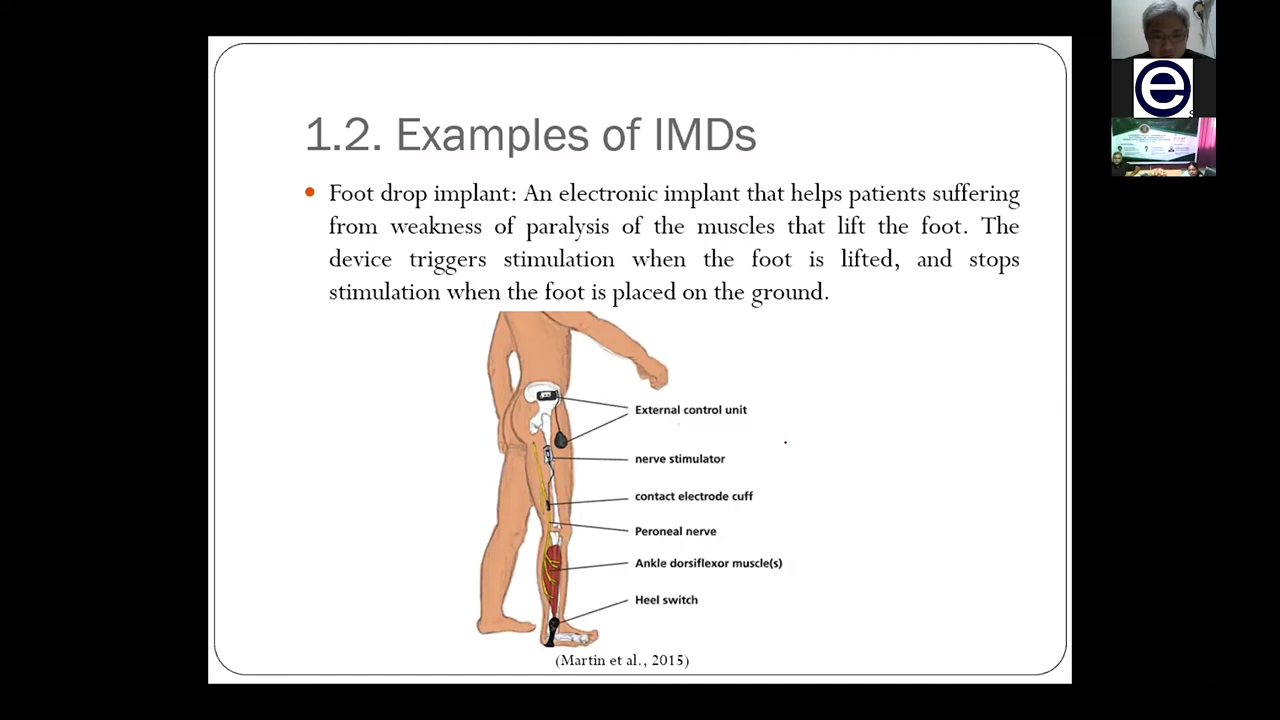 1.2. Examples of IMDs
Foot drop implant: An electronic implant that helps patients suffering
from weakness of paralysis of the muscles that lift the foot. The
device triggers stimulation when the foot is lifted, and stops
stimulation when the foot is placed on the ground.
External control unit
nerve stimulator
contact electrode cuff
Peroneal nerve
Ankle dorsiflexor muscle(s)
Heel switch
(Martin et al., 2015)
e